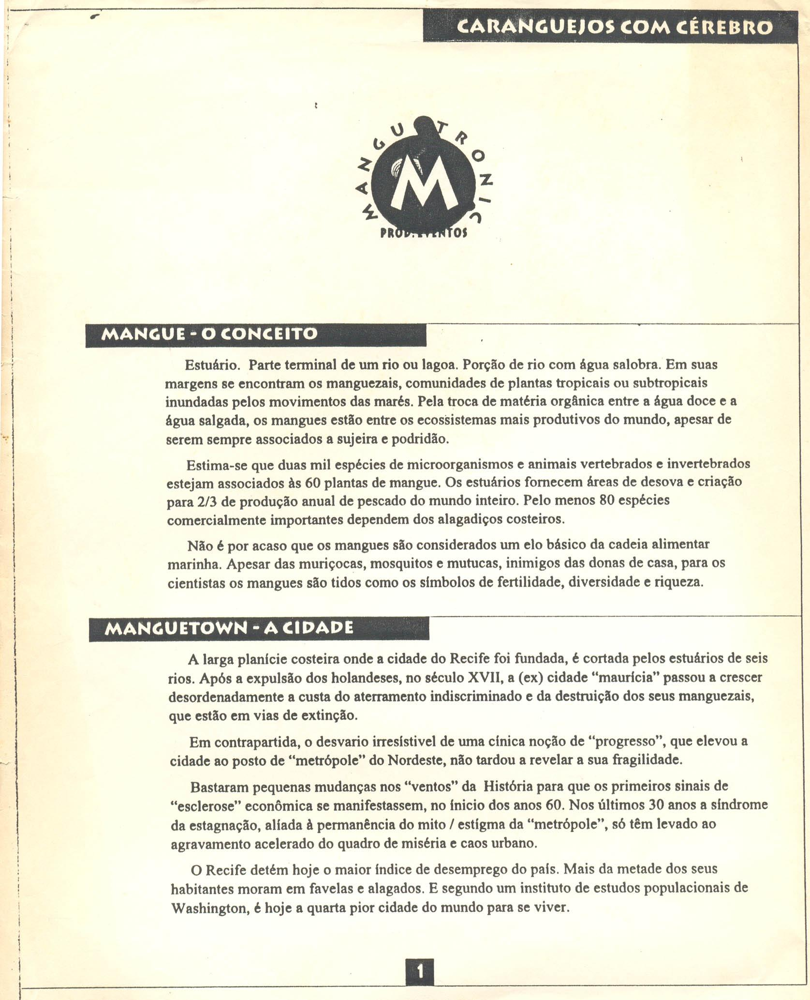 CARANGUEJOS COM CÉREBRO
MANGU TRONIC
M
PROD. EVENTOS
MANGUE - O CONCEITO
Estuário. Parte terminal de um rio ou lagoa. Porção de rio com água salobra. Em suas
margens se encontram os manguezais, comunidades de plantas tropicais ou subtropicais
inundadas pelos movimentos das marés. Pela troca de matéria orgânica entre a água doce e a
água salgada, os mangues estão entre os ecossistemas mais produtivos do mundo, apesar de
serem sempre associados a sujeira e podridão.
Estima-se que duas mil espécies de microorganismos e animais vertebrados e invertebrados
estejam associados às 60 plantas de mangue. Os estuários fornecem áreas de desova e criação
para 2/3 de produção anual de pescado do mundo inteiro. Pelo menos 80 espécies
comercialmente importantes dependem dos alagadiços costeiros.
Não é por acaso que os mangues são considerados um elo básico da cadeia alimentar
marinha. Apesar das muriçocas, mosquitos e mutucas, inimigos das donas de casa, para os
cientistas os mangues são tidos como os símbolos de fertilidade, diversidade e riqueza.
MANGUETOWN - A CIDADE
A larga planície costeira onde a cidade do Recife foi fundada, é cortada pelos estuários de seis
rios. Após a expulsão dos holandeses, no século XVII, a (ex) cidade “maurícia” passou a crescer
desordenadamente a custa do aterramento indiscriminado e da destruição dos seus manguezais,
que estão em vias de extinção.
Em contrapartida, o desvario irresístivel de uma cínica noção de “progresso”, que elevou a
cidade ao posto de “metrópole” do Nordeste, não tardou a revelar a sua fragilidade.
Bastaram pequenas mudanças nos “ventos” da História para que os primeiros sinais de
“esclerose” econômica se manifestassem, no ínicio dos anos 60. Nos últimos 30 anos a síndrome
da estagnação, alíada à permanência do mito / estígma da “metrópole”, só têm levado ao
agravamento acelerado do quadro de miséria e caos urbano.
O Recife detém hoje o maior índice de desemprego do país. Mais da metade dos seus
habitantes moram em favelas e alagados. E segundo um instituto de estudos populacionais de
Washington, é hoje a quarta pior cidade do mundo para se viver.
1